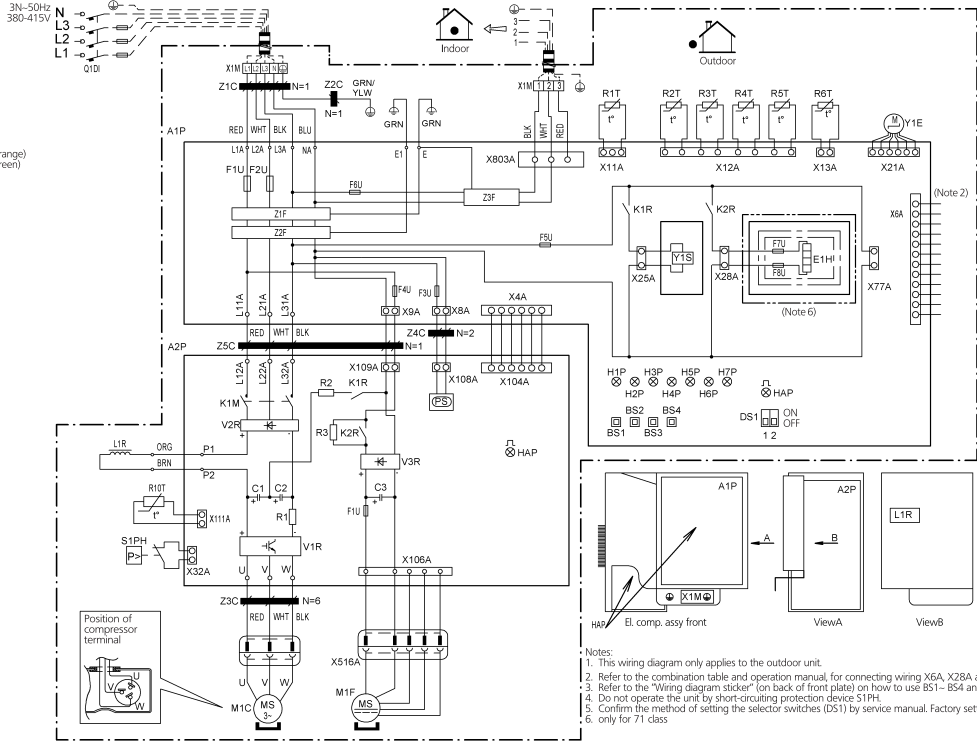 3N~50Hz
380-415V
N
L3
L2
L1
Q1DI
Indoor
3
2
1
Outdoor
X1M
L1 L2 L3 N
Z1C
N=1
Z2C
N=1
GRN/
YLW
GRN
GRN
X1M
1 2 3
BLK
WHT
RED
R1T
R2T
R3T
R4T
R5T
R6T
t°
t°
t°
t°
t°
t°
M
Y1E
A1P
RED
WHT
BLK
BLU
L1A
L2A
L3A
NA
E1
E
X803A
X11A
X12A
X13A
X21A
range)
reen)
F1U
F2U
F6U
Z3F
Z1F
Z2F
F5U
K1R
K2R
(Note 2)
X6A
Y1S
X25A
X28A
F7U
F8U
E1H
X77A
(Note 6)
L11A
L21A
L31A
F4U
F3U
X9A
X8A
X4A
RED
WHT
BLK
Z4C
N=2
A2P
Z5C
N=1
L12A
L22A
L32A
X109A
X108A
X104A
PS
R2
K1R
K1M
V2R
R3
K2R
V3R
HAP
H1P
H3P
H5P
H7P
H2P
H4P
H6P
HAP
BS2
BS4
BS1
BS3
DS1
ON
OFF
1 2
L1R
ORG
BRN
P1
P2
R10T
t°
X111A
S1PH
P>
X32A
C1
C2
R1
C3
F1U
V1R
U
V
W
X106A
Z3C
N=6
RED
WHT
BLK
X516A
U
V
W
M1C
MS
3~
M1F
MS
Position of
compressor
terminal
U
V
U
V
W
W
A1P
A
A2P
B
L1R
X1M
HAP
El. comp. assy front
ViewA
ViewB
Notes:
1. This wiring diagram only applies to the outdoor unit.
2. Refer to the combination table and operation manual, for connecting wiring X6A, X28A a
3. Refer to the "Wiring diagram sticker" (on back of front plate) on how to use BS1~ BS4 an
4. Do not operate the unit by short-circuiting protection device S1PH.
5. Confirm the method of setting the selector switches (DS1) by service manual. Factory set
6. only for 71 class